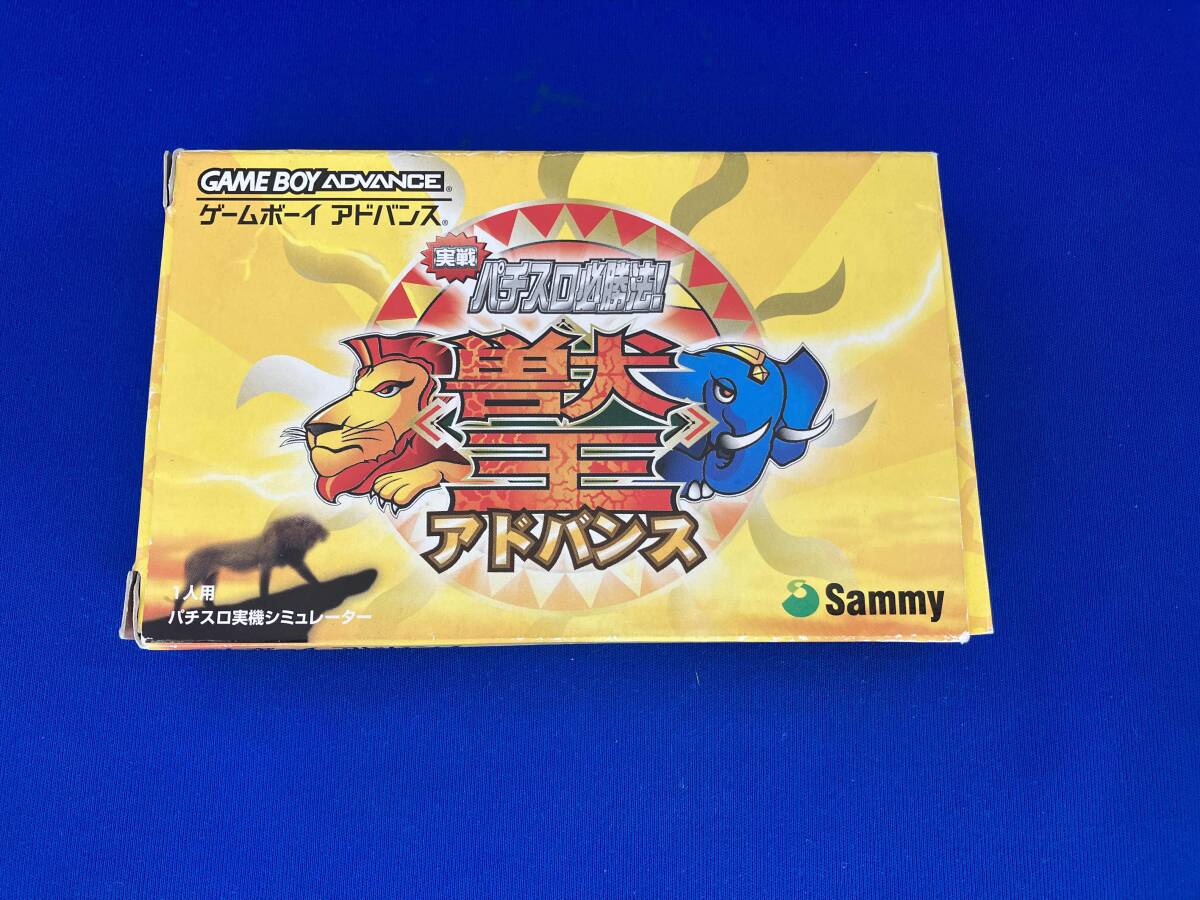 GAME BOY ADVANCE®
ゲームボーイ アドバンス®
実戦
パチスロ必勝法!
獣王
アドバンス
1人用
パチスロ実機シミュレーター
Sammy